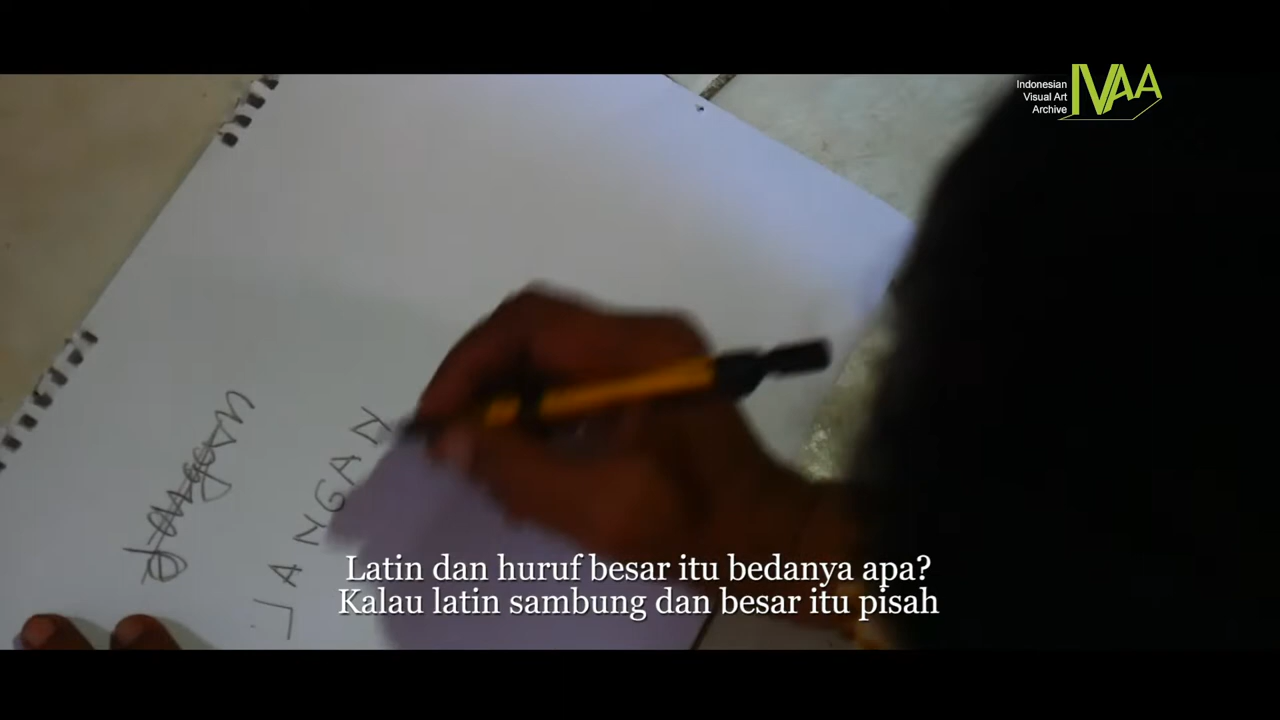 Indonesian
Visual Art
Archive
IVAA
Jangan
JANGAN
Latin dan huruf besar itu bedanya apa?
Kalau latin sambung dan besar itu pisah